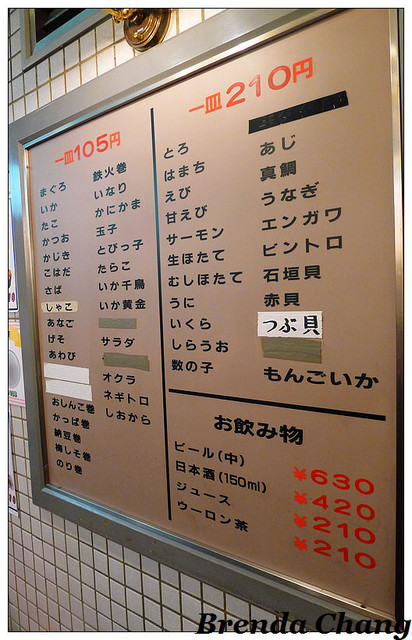 一皿105円
まぐろ
いか
たこ
かつお
かじき
こはだ
さば
しゃこ
あなご
げそ
あわび
おしんこ巻
かっぱ巻
納豆巻
梅しそ巻
のり巻
鉄火巻
いなり
かにかま
玉子
とびっ子
たらこ
いか千鳥
いか黄金
サラダ
オクラ
ネギトロ
しおから
一皿210円
とろ
はまち
えび
甘えび
サーモン
生ほたて
むしほたて
うに
いくら
しらうお
数の子
あじ
真鯛
うなぎ
エンガワ
ビントロ
石垣貝
赤貝
つぶ貝
もんごいか
お飲み物
ビール(中) ¥630
日本酒(150ml) ¥420
ジュース ¥210
ウーロン茶 ¥210
Brenda Chang